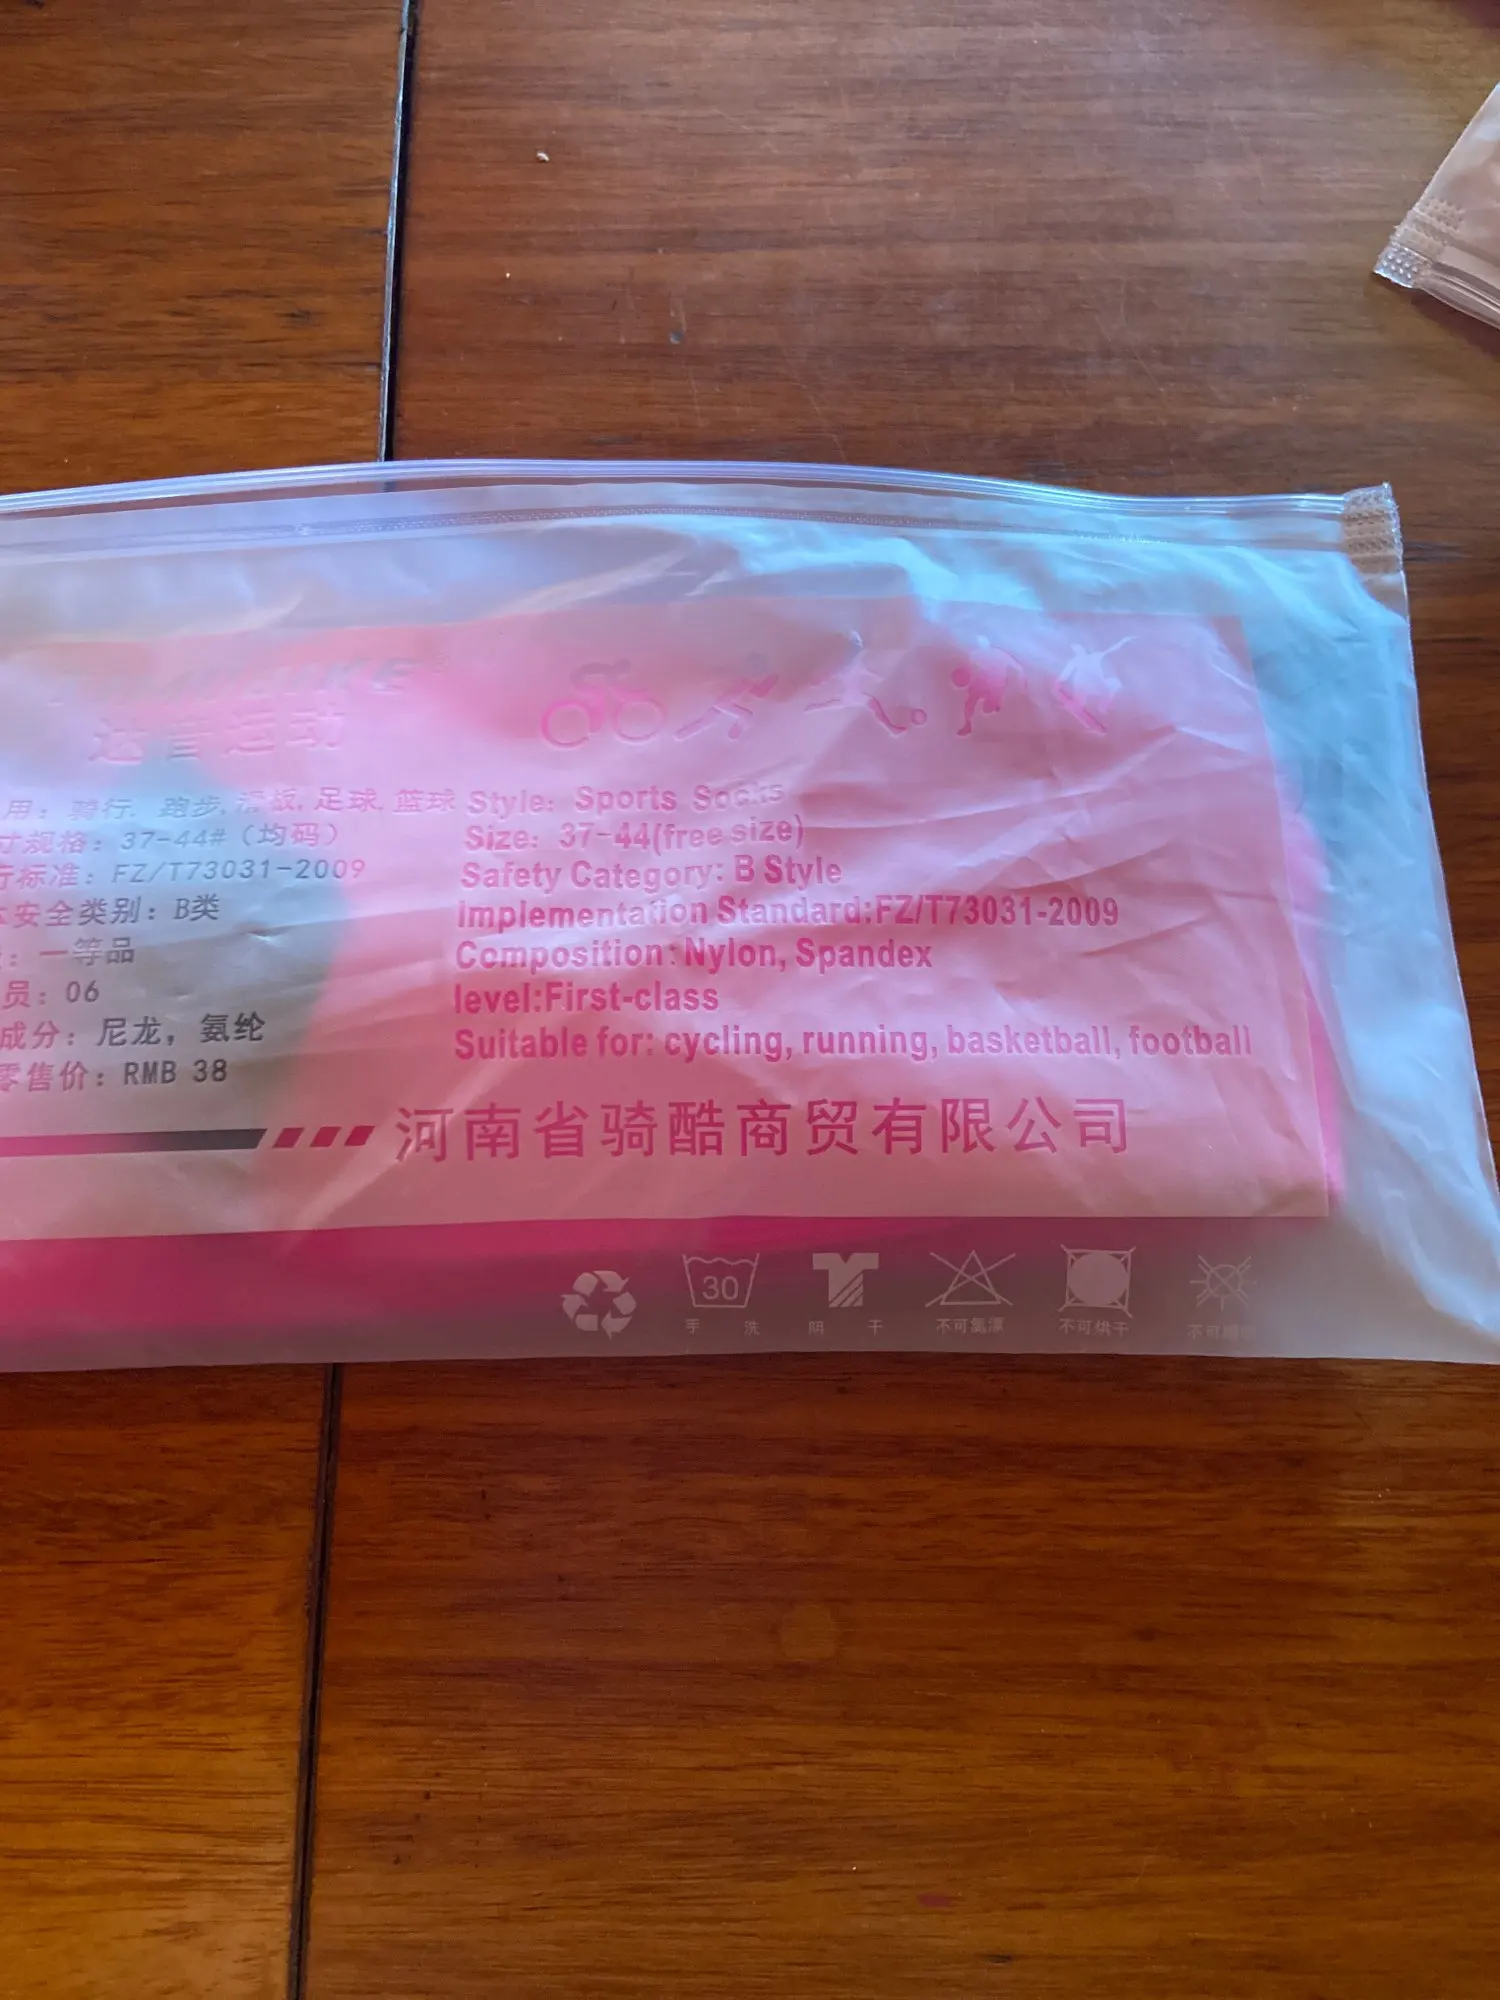 达音运动
用：骑行, 跑步, 滑板, 足球, 篮球
寸规格：37-44#（均码）
行标准：FZ/T73031-2009
安全类别：B类
：一等品
员：06
成分：尼龙，氨纶
零售价：RMB 38
Style: Sports Socks
Size: 37-44(free size)
Safety Category: B Style
Implementation Standard:FZ/T73031-2009
Composition: Nylon, Spandex
level:First-class
Suitable for: cycling, running, basketball, football
河南省骑酷商贸有限公司
30
手洗 阴干 不可氯漂 不可烘干 不可